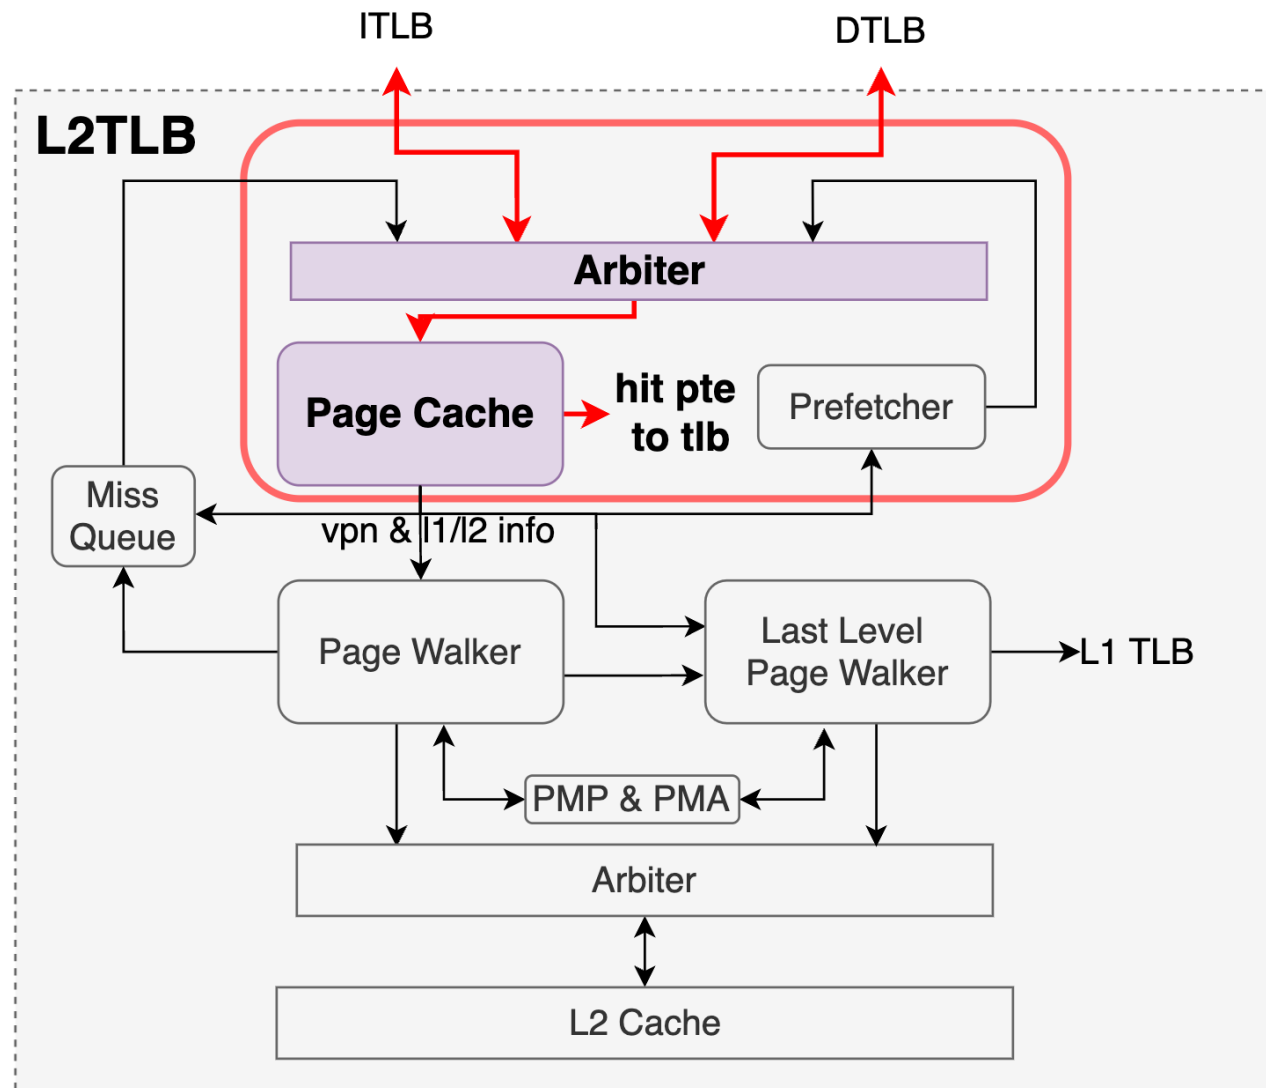 ITLB
DTLB
L2TLB
Arbiter
Page Cache
hit pte
to tlb
Prefetcher
Miss
Queue
vpn & l1/l2 info
Page Walker
Last Level
Page Walker
L1 TLB
PMP & PMA
Arbiter
L2 Cache